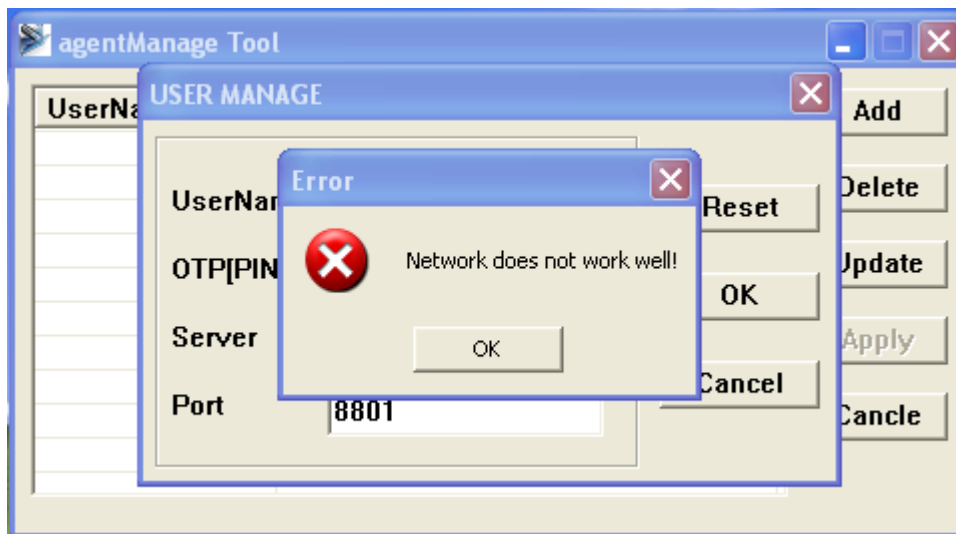 agentManage Tool
USER MANAGE
UserNa
Add
Error
Delete
UserNar
Reset
Network does not work well!
OTP[PIN
Update
OK
Server
OK
Apply
Port
8801
Cancel
Cancle